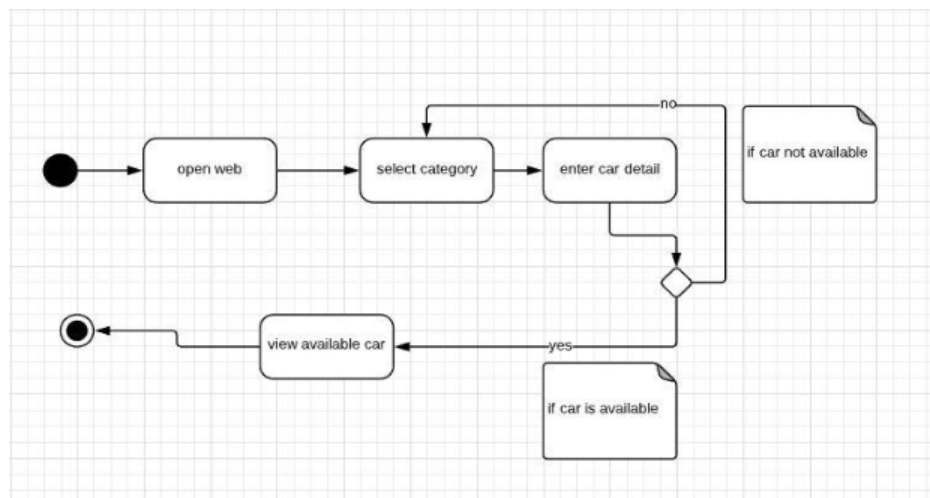 no
if car not available
open web
select category
enter car detail
view available car
yes
if car is available